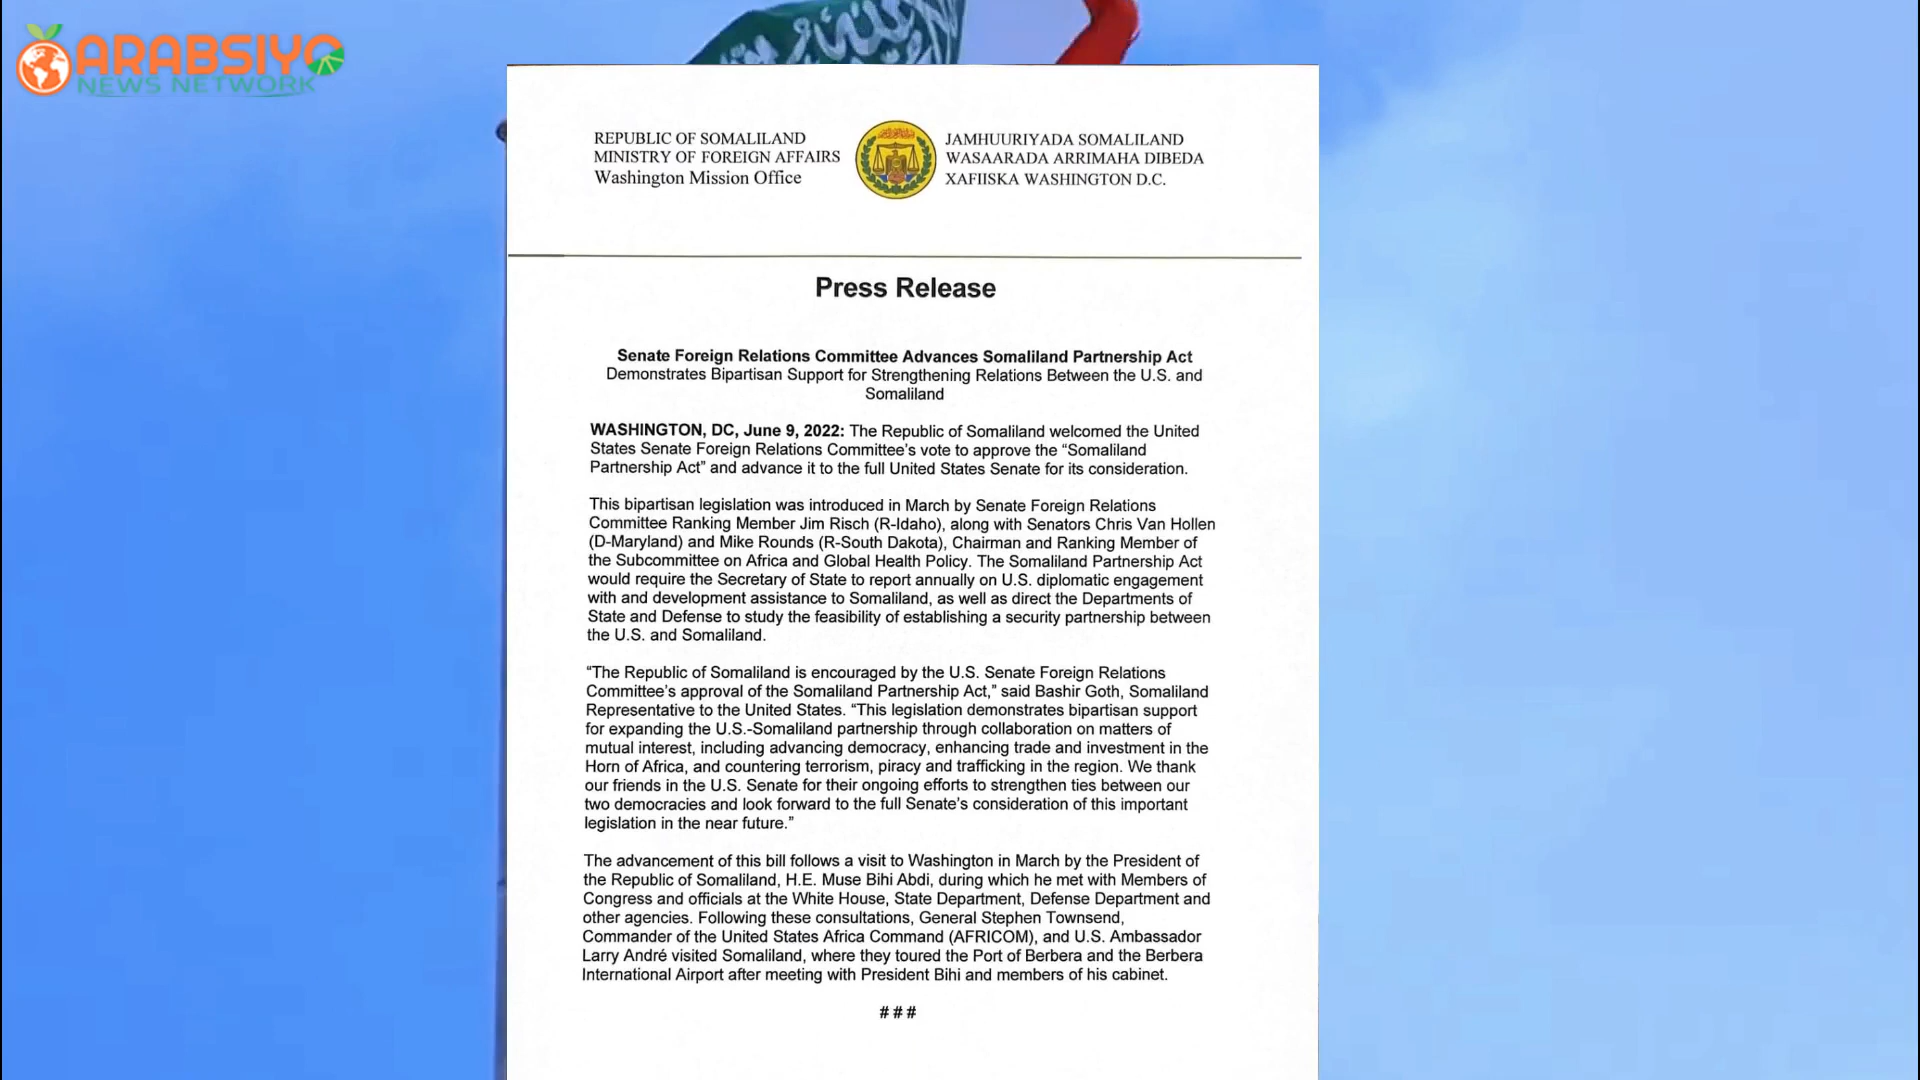 ARABSIYO
NEWS NETWORK
REPUBLIC OF SOMALILAND
MINISTRY OF FOREIGN AFFAIRS
Washington Mission Office
JAMHUURIYADA SOMALILAND
WASAARADA ARRIMAHA DIBEDA
XAFIISKA WASHINGTON D.C.
Press Release
Senate Foreign Relations Committee Advances Somaliland Partnership Act
Demonstrates Bipartisan Support for Strengthening Relations Between the U.S. and
Somaliland
WASHINGTON, DC, June 9, 2022: The Republic of Somaliland welcomed the United
States Senate Foreign Relations Committee’s vote to approve the “Somaliland
Partnership Act” and advance it to the full United States Senate for its consideration.
This bipartisan legislation was introduced in March by Senate Foreign Relations
Committee Ranking Member Jim Risch (R-Idaho), along with Senators Chris Van Hollen
(D-Maryland) and Mike Rounds (R-South Dakota), Chairman and Ranking Member of
the Subcommittee on Africa and Global Health Policy. The Somaliland Partnership Act
would require the Secretary of State to report annually on U.S. diplomatic engagement
with and development assistance to Somaliland, as well as direct the Departments of
State and Defense to study the feasibility of establishing a security partnership between
the U.S. and Somaliland.
“The Republic of Somaliland is encouraged by the U.S. Senate Foreign Relations
Committee’s approval of the Somaliland Partnership Act,” said Bashir Goth, Somaliland
Representative to the United States. “This legislation demonstrates bipartisan support
for expanding the U.S.-Somaliland partnership through collaboration on matters of
mutual interest, including advancing democracy, enhancing trade and investment in the
Horn of Africa, and countering terrorism, piracy and trafficking in the region. We thank
our friends in the U.S. Senate for their ongoing efforts to strengthen ties between our
two democracies and look forward to the full Senate’s consideration of this important
legislation in the near future.”
The advancement of this bill follows a visit to Washington in March by the President of
the Republic of Somaliland, H.E. Muse Bihi Abdi, during which he met with Members of
Congress and officials at the White House, State Department, Defense Department and
other agencies. Following these consultations, General Stephen Townsend,
Commander of the United States Africa Command (AFRICOM), and U.S. Ambassador
Larry André visited Somaliland, where they toured the Port of Berbera and the Berbera
International Airport after meeting with President Bihi and members of his cabinet.
# # #